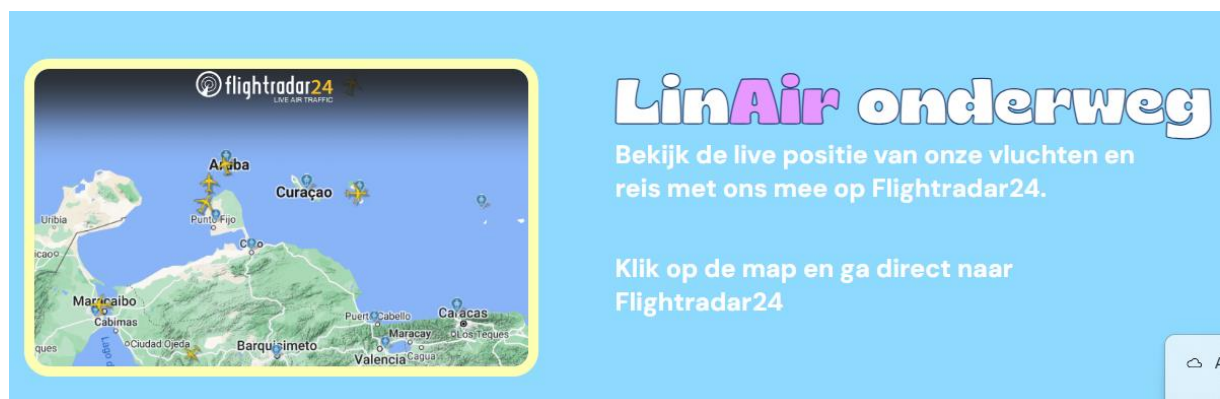 flightradar24
LIVE AIR TRAFFIC
LinAir onderweg
Bekijk de live positie van onze vluchten en
reis met ons mee op Flightradar24.
Klik op de map en ga direct naar
Flightradar24
Aruba
Curaçao
Uribia
Punto Fijo
Coro
Maracaibo
Cabimas
Puerto Cabello
Caracas
Maracay
Los Teques
Ciudad Ojeda
Barquisimeto
Valencia
Cagua
Lago d
A